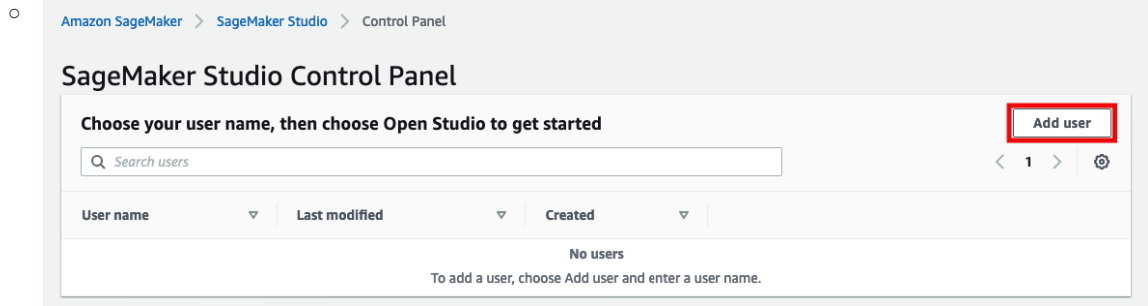 Amazon SageMaker > SageMaker Studio > Control Panel
SageMaker Studio Control Panel
Choose your user name, then choose Open Studio to get started
Add user
Search users
< 1 >
User name Last modified Created
No users
To add a user, choose Add user and enter a user name.